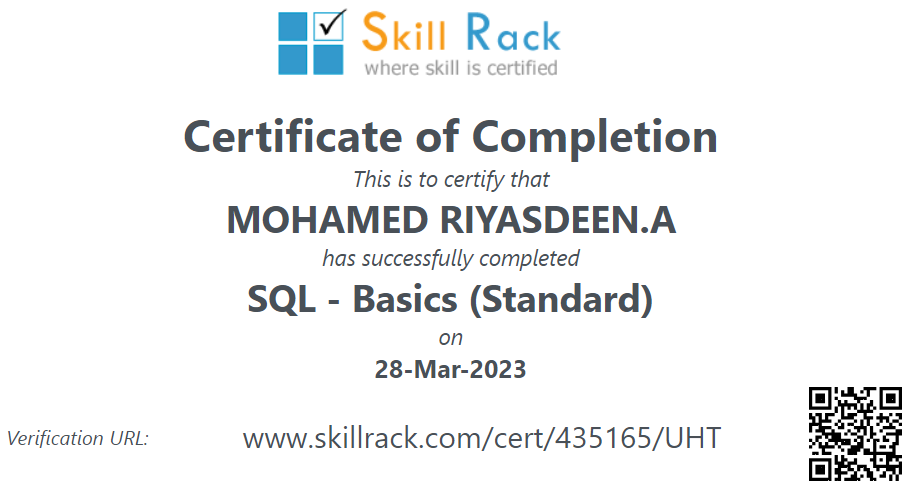 Skill Rack
where skill is certified
Certificate of Completion
This is to certify that
MOHAMED RIYASDEEN.A
has successfully completed
SQL - Basics (Standard)
on
28-Mar-2023
Verification URL: www.skillrack.com/cert/435165/UHT